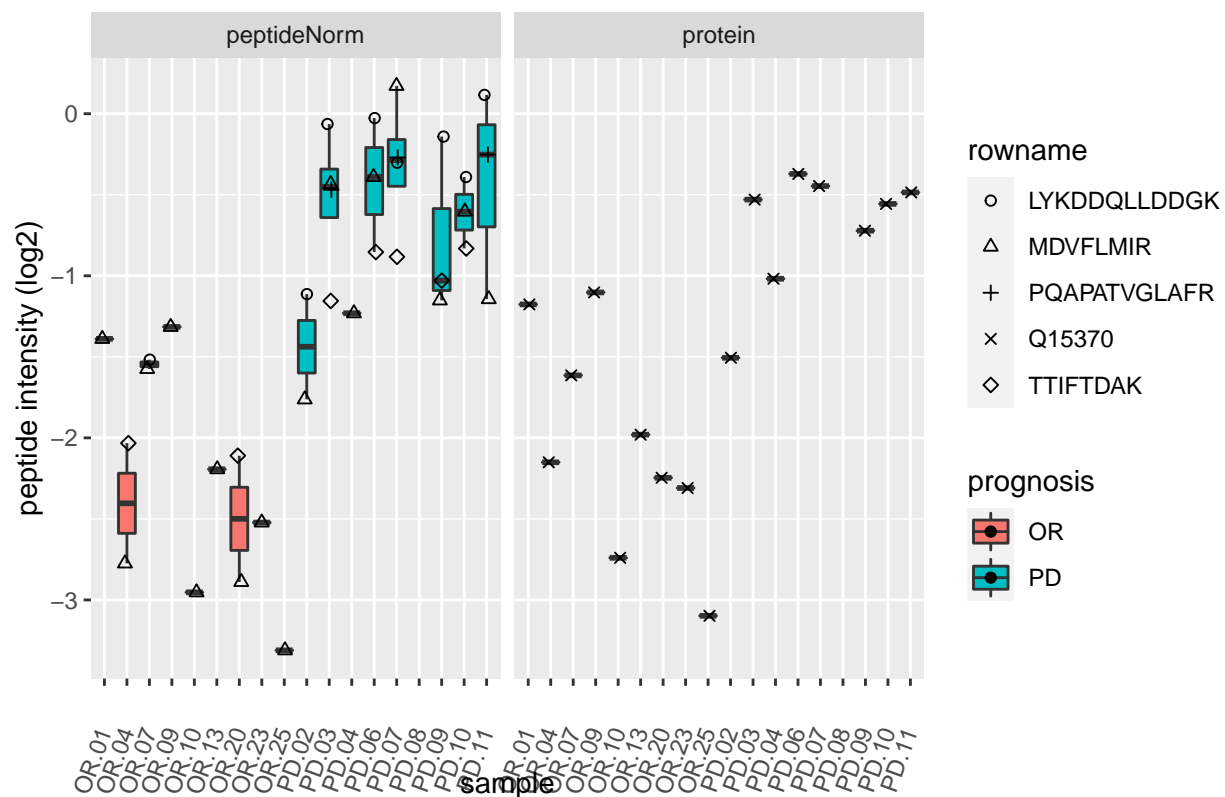 peptideNorm
protein
peptide intensity (log2)
0
−1
−2
−3
OR.01
OR.04
OR.07
OR.09
OR.10
OR.13
OR.20
OR.23
OR.25
PD.02
PD.03
PD.04
PD.06
PD.07
PD.08
PD.09
PD.10
PD.11
OR.01
OR.04
OR.07
OR.09
OR.10
OR.13
OR.20
OR.23
OR.25
PD.02
PD.03
PD.04
PD.06
PD.07
PD.08
PD.09
PD.10
PD.11
sample
rowname
LYKDDQLLDDGK
MDVFLMIR
PQAPATVGLAFR
Q15370
TTIFTDAK
prognosis
OR
PD